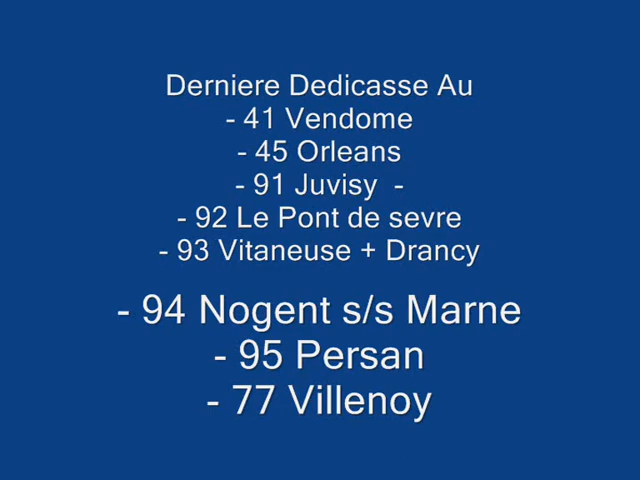 Derniere Dedicasse Au
- 41 Vendome
- 45 Orleans
- 91 Juvisy  -
- 92 Le Pont de sevre
- 93 Vitaneuse + Drancy
- 94 Nogent s/s Marne
- 95 Persan
- 77 Villenoy